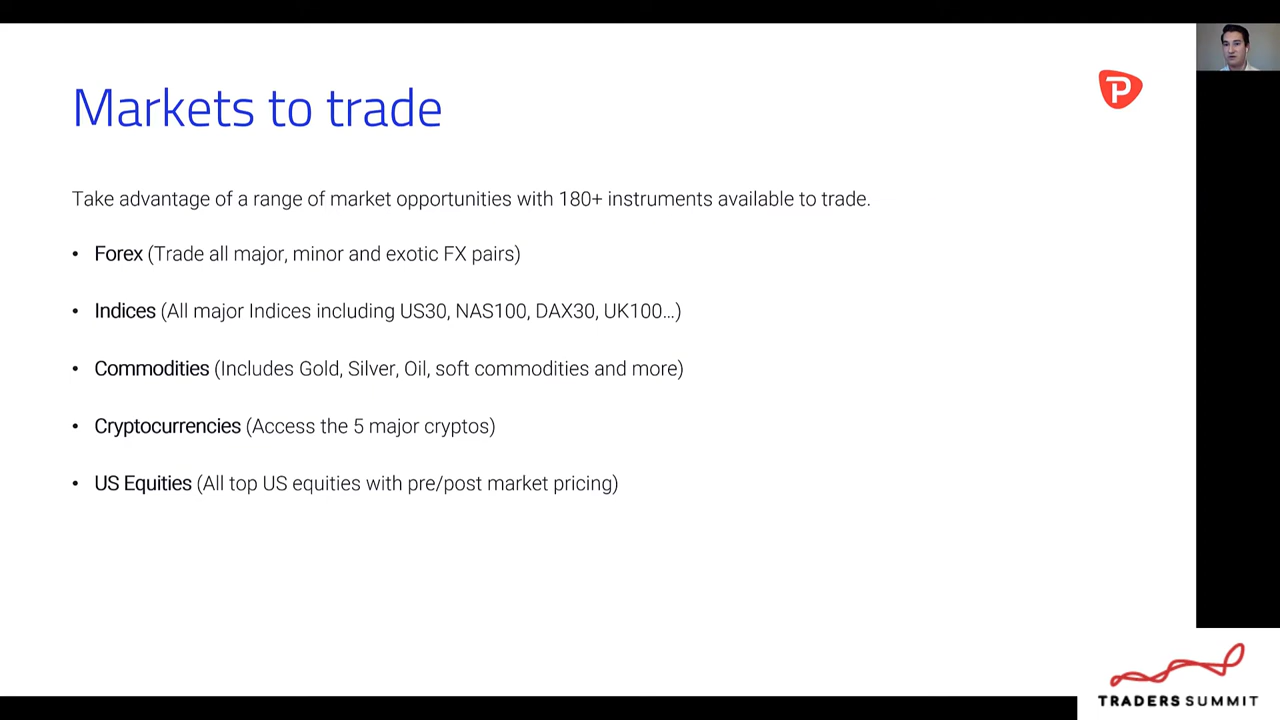 Markets to trade
Take advantage of a range of market opportunities with 180+ instruments available to trade.
• Forex (Trade all major, minor and exotic FX pairs)
• Indices (All major Indices including US30, NAS100, DAX30, UK100…)
• Commodities (Includes Gold, Silver, Oil, soft commodities and more)
• Cryptocurrencies (Access the 5 major cryptos)
• US Equities (All top US equities with pre/post market pricing)
P
TRADERS SUMMIT